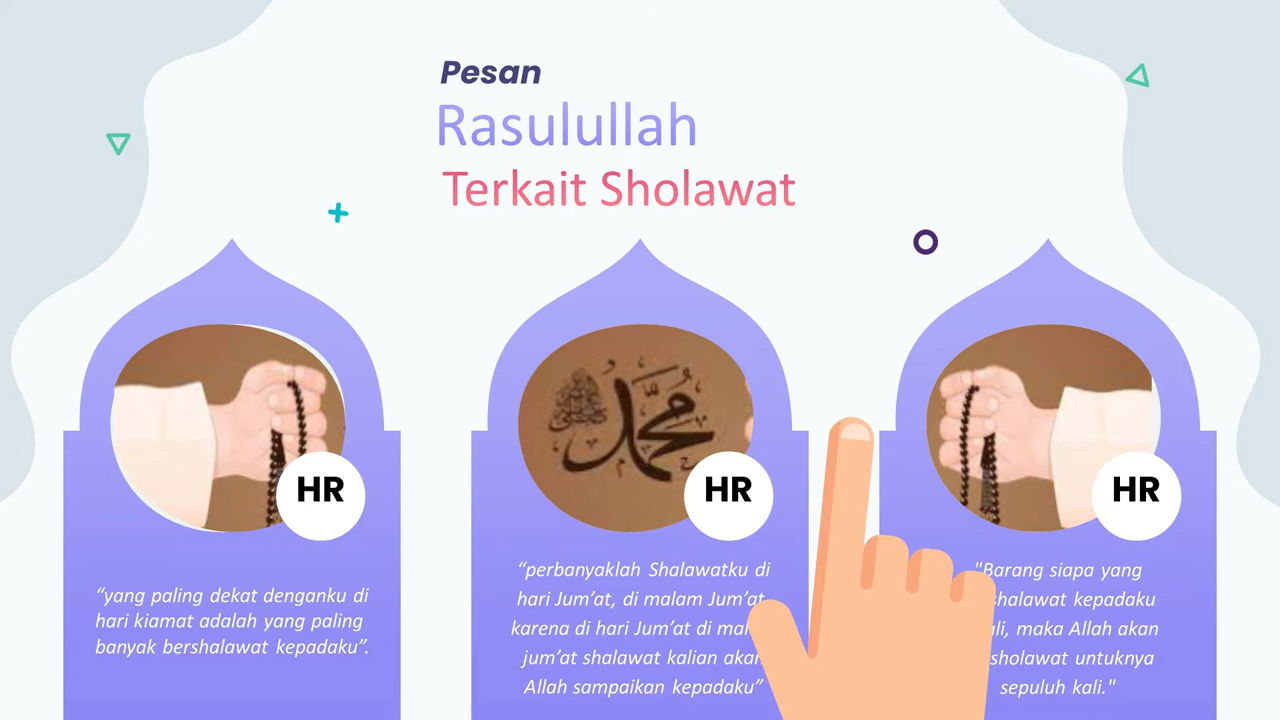 Pesan
Rasulullah
Terkait Sholawat
محمد
HR
HR
HR
“yang paling dekat denganku di
hari kiamat adalah yang paling
banyak bershalawat kepadaku”.
“perbanyaklah Shalawatku di
hari Jum’at, di malam Jum’at
karena di hari Jum’at di
jum’at shalawat kalian akan
Allah sampaikan kepadaku”
"Barang siapa yang
shalawat kepadaku
maka Allah akan
sholawat untuknya
sepuluh kali."